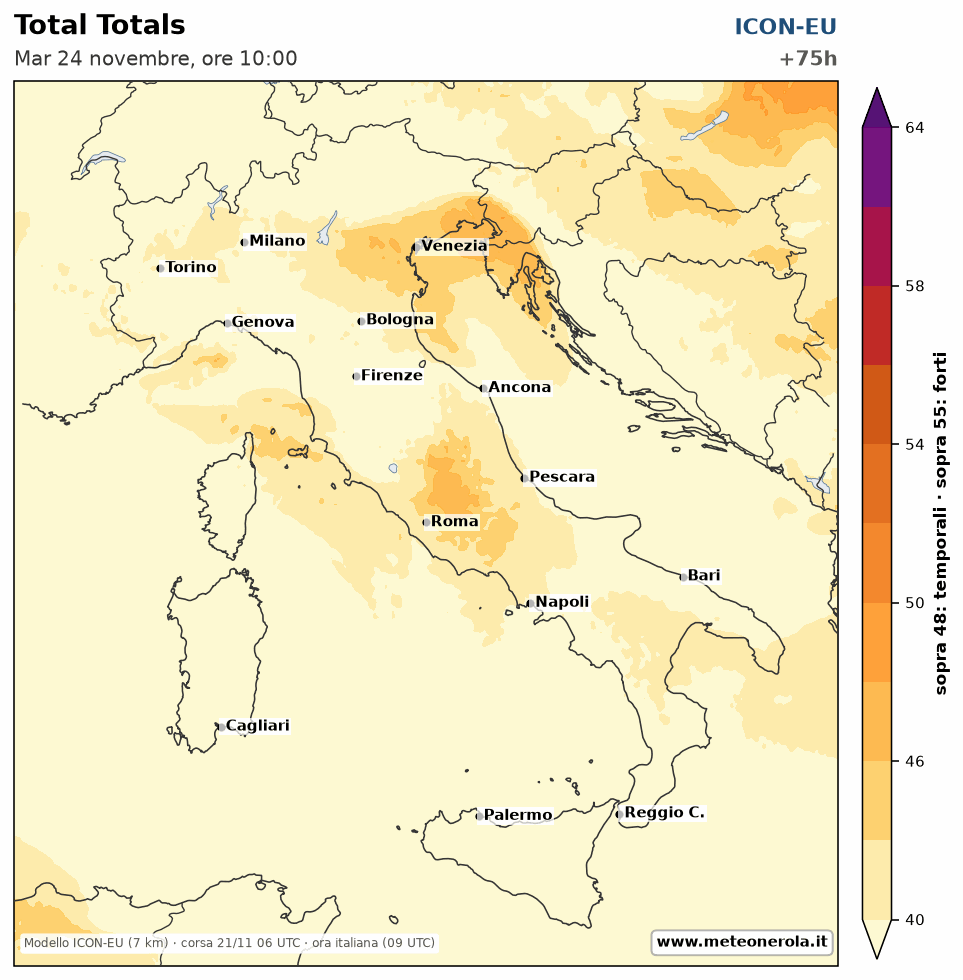 Total Totals
ICON-EU
Mar 24 novembre, ore 10:00
+75h
Milano
Venezia
Torino
Genova
Bologna
Firenze
Ancona
Pescara
Roma
Bari
Napoli
Cagliari
Palermo
Reggio C.
64
58
54
50
46
40
sopra 48: temporali · sopra 55: forti
Modello ICON-EU (7 km) · corsa 21/11 06 UTC · ora italiana (09 UTC)
www.meteonerola.it